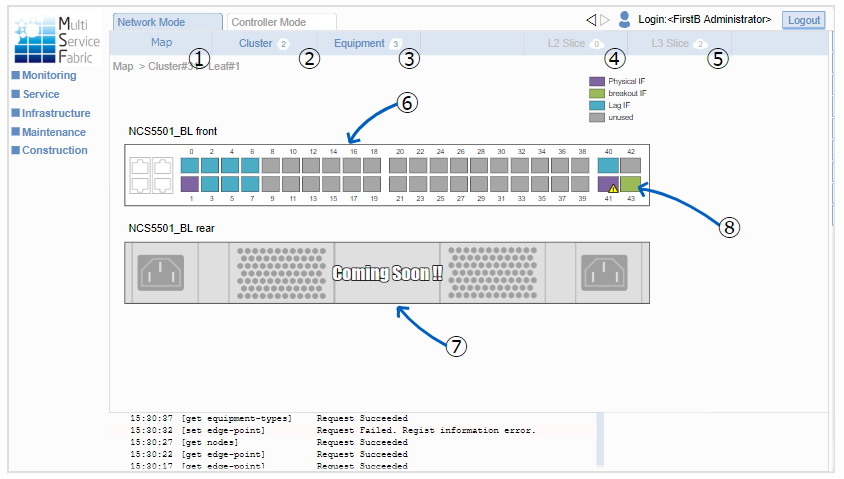 Multi
Service
Fabric
Network Mode
Controller Mode
Login:<FirstB Administrator>
Logout
Map
Cluster 2
Equipment 3
L2 Slice 0
L3 Slice 2
① ② ③ ④ ⑤
Map > Cluster#3 > Leaf#1
Monitoring
Service
Infrastructure
Maintenance
Construction
Physical IF
breakout IF
Lag IF
unused
⑥
NCS5501_BL front
0 2 4 6 8 10 12 14 16 18 20 22 24 26 28 30 32 34 36 38 40 42
1 3 5 7 9 11 13 15 17 19 21 23 25 27 29 31 33 35 37 39 41 43
⑧
NCS5501_BL rear
Coming Soon !!
⑦
15:30:37 [get equipment-types] Request Succeeded
15:30:32 [set edge-point] Request Failed. Regist information error.
15:30:27 [get nodes] Request Succeeded
15:30:22 [get edge-point] Request Succeeded
15:30:17 [get edge-point] Request Succeeded